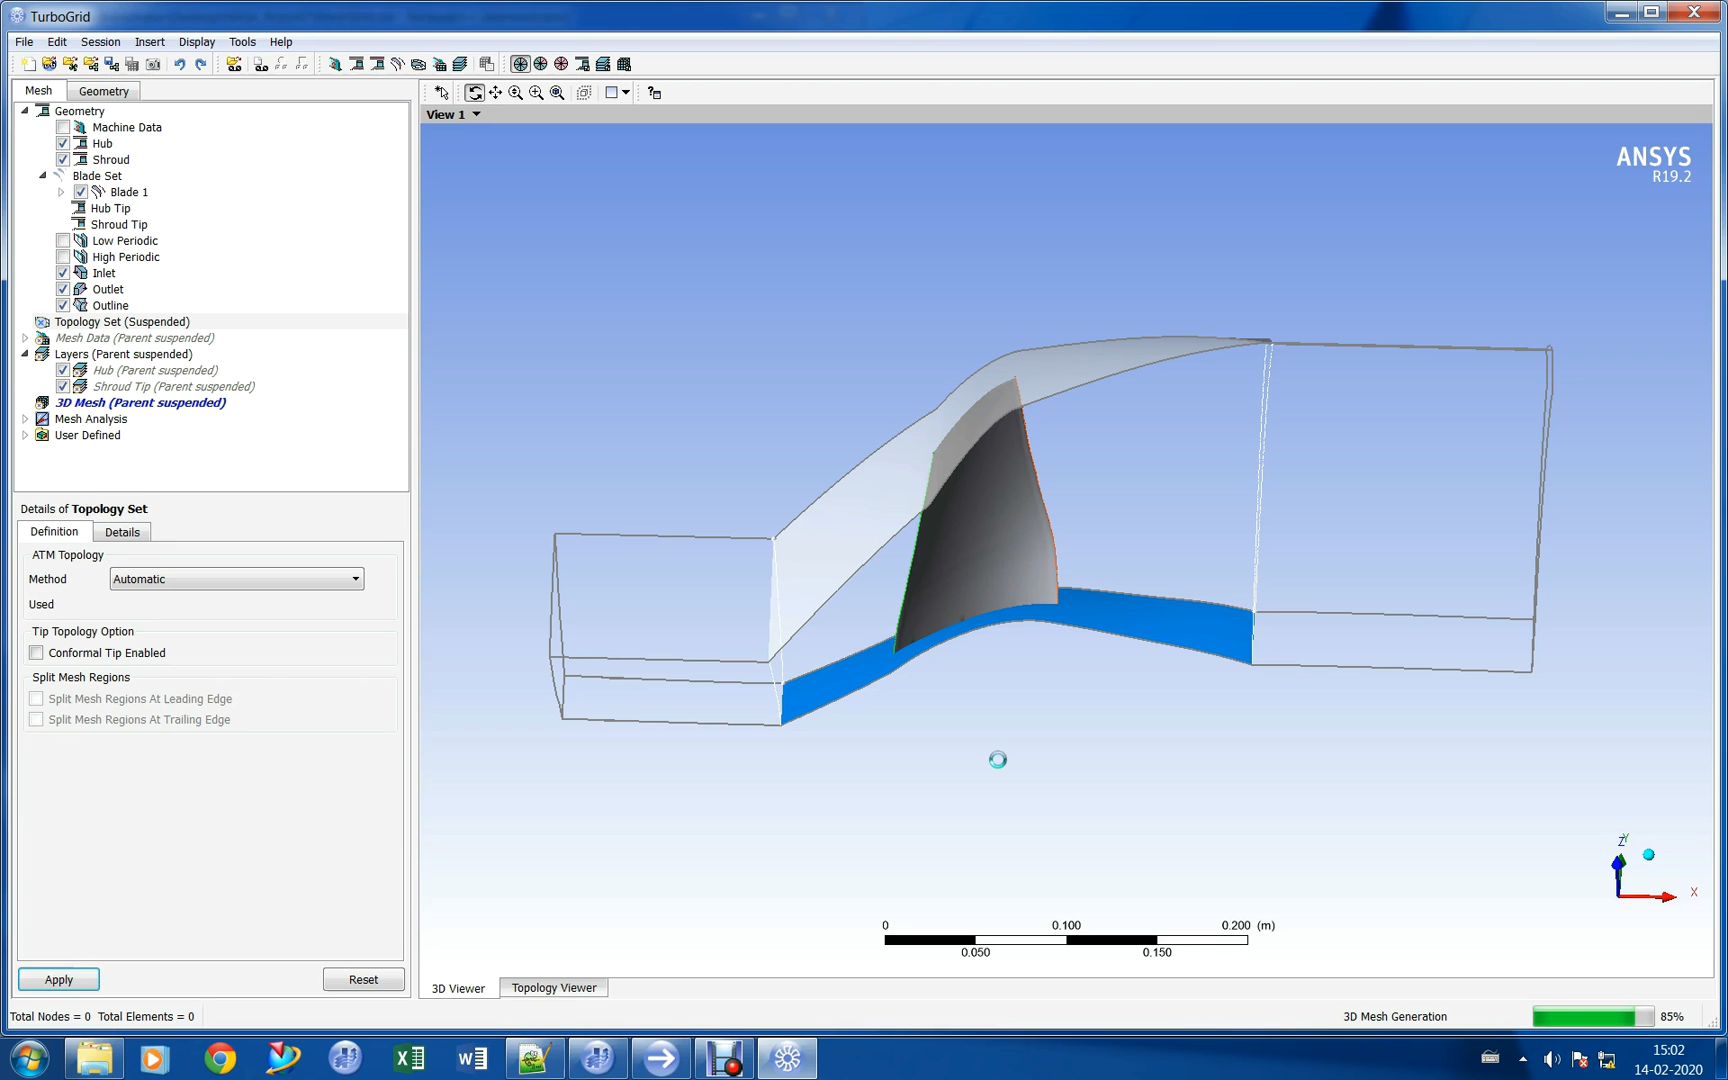 TurboGrid
File Edit Session Insert Display Tools Help
Mesh Geometry
Geometry
Machine Data
Hub
Shroud
Blade Set
Blade 1
Hub Tip
Shroud Tip
Low Periodic
High Periodic
Inlet
Outlet
Outline
Topology Set (Suspended)
Mesh Data (Parent suspended)
Layers (Parent suspended)
Hub (Parent suspended)
Shroud Tip (Parent suspended)
3D Mesh (Parent suspended)
Mesh Analysis
User Defined
Details of Topology Set
Definition Details
ATM Topology
Method Automatic
Used
Tip Topology Option
Conformal Tip Enabled
Split Mesh Regions
Split Mesh Regions At Leading Edge
Split Mesh Regions At Trailing Edge
Apply Reset
Total Nodes = 0 Total Elements = 0
View 1
ANSYS
R19.2
Z Y
X
0 0.100 0.200 (m)
0.050 0.150
3D Viewer Topology Viewer
3D Mesh Generation 85%
15:02
14-02-2020